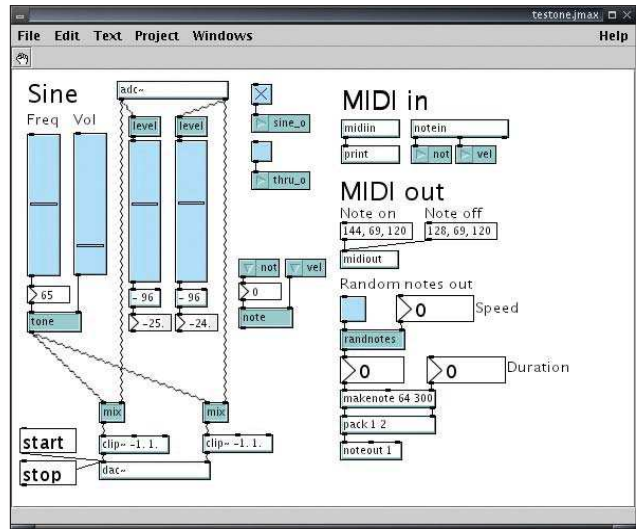 testone.jmax
File Edit Text Project Windows Help
Sine
Freq Vol
adc~
level level
sine_o
thru_o
65
tone
- 96 - 96
-25. -24.
not vel
0
note
mix mix
clip~ -1. 1. clip~ -1. 1.
start
stop
dac~
MIDI in
midiin notein
print not vel
MIDI out
Note on Note off
144, 69, 120 128, 69, 120
midiout
Random notes out
0 Speed
randnotes
0 0 Duration
makenote 64 300
pack 1 2
noteout 1